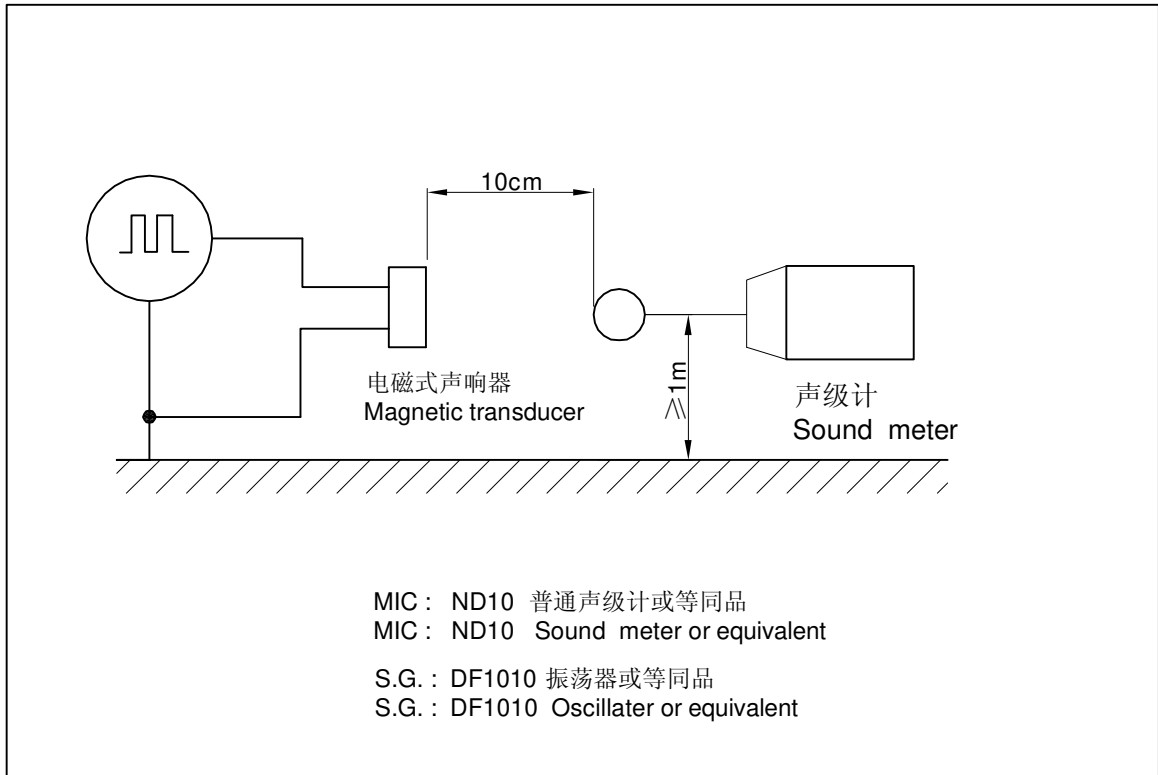 10cm
≥1m
电磁式声响器
Magnetic transducer
声级计
Sound meter
MIC : ND10 普通声级计或等同品
MIC : ND10 Sound meter or equivalent
S.G. : DF1010 振荡器或等同品
S.G. : DF1010 Oscillater or equivalent